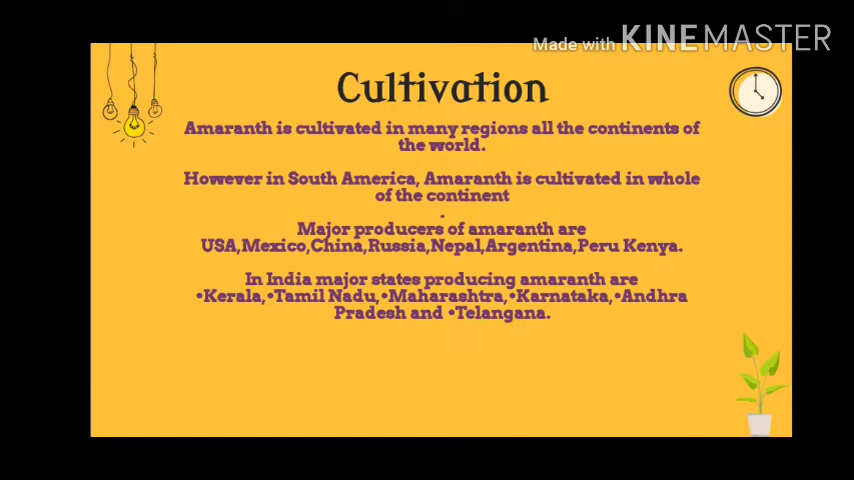 Made with KINEMASTER
Cultivation
Amaranth is cultivated in many regions all the continents of
the world.
However in South America, Amaranth is cultivated in whole
of the continent
.
Major producers of amaranth are
USA,Mexico,China,Russia,Nepal,Argentina,Peru Kenya.
In India major states producing amaranth are
•Kerala,•Tamil Nadu,•Maharashtra,•Karnataka,•Andhra
Pradesh and •Telangana.